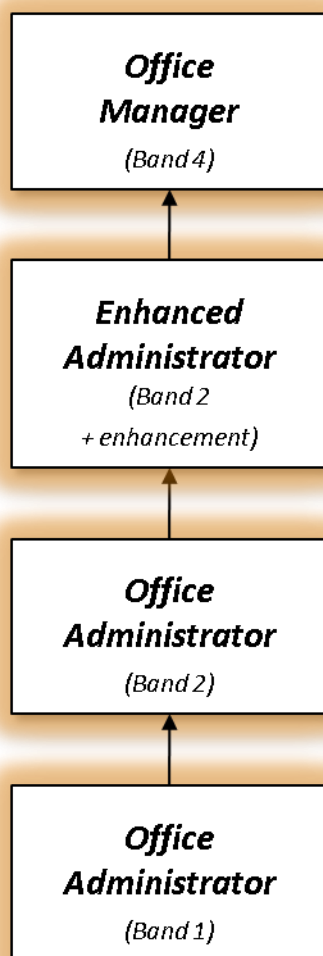 Office
Manager
(Band 4)
Enhanced
Administrator
(Band 2
+ enhancement)
Office
Administrator
(Band 2)
Office
Administrator
(Band 1)